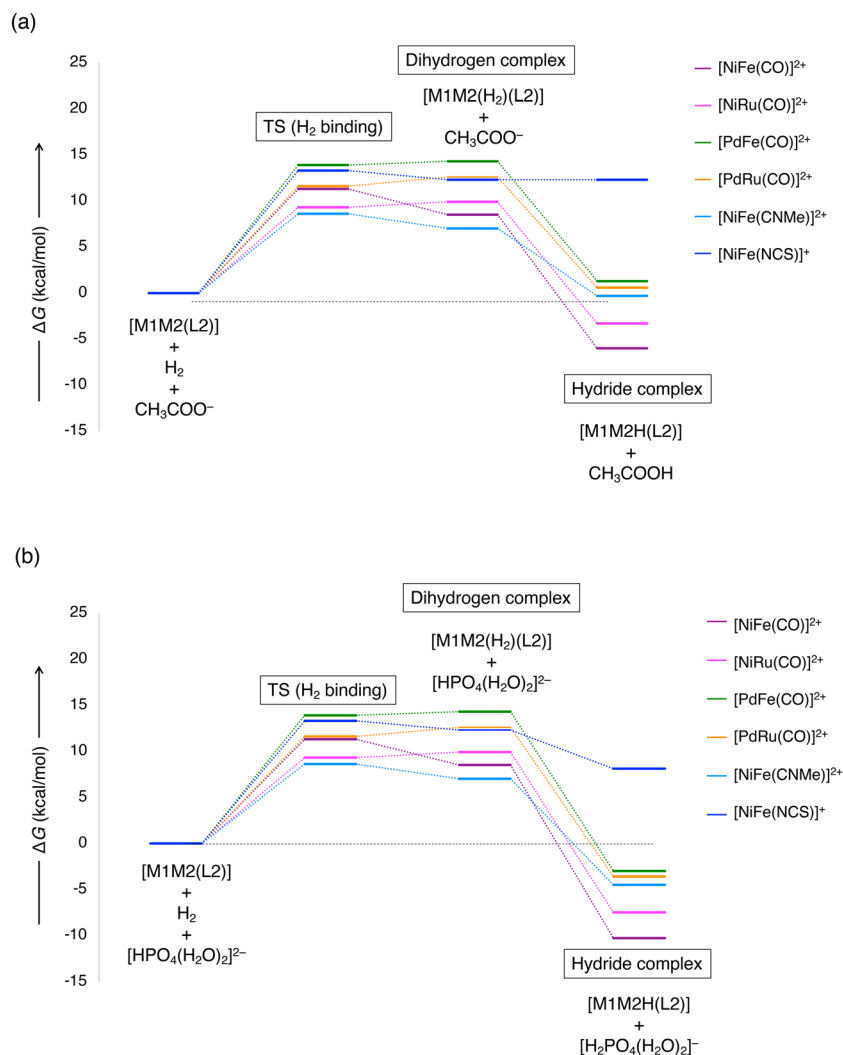 (a)
25
20
15
10
5
0
-5
-10
-15
ΔG (kcal/mol)
[M1M2(L2)]
+
H₂
+
CH₃COO⁻
TS (H₂ binding)
Dihydrogen complex
[M1M2(H₂)(L2)]
+
CH₃COO⁻
Hydride complex
[M1M2H(L2)]
+
CH₃COOH
[NiFe(CO)]²⁺
[NiRu(CO)]²⁺
[PdFe(CO)]²⁺
[PdRu(CO)]²⁺
[NiFe(CNMe)]²⁺
[NiFe(NCS)]⁺
(b)
25
20
15
10
5
0
-5
-10
-15
ΔG (kcal/mol)
[M1M2(L2)]
+
H₂
+
[HPO₄(H₂O)₂]²⁻
TS (H₂ binding)
Dihydrogen complex
[M1M2(H₂)(L2)]
+
[HPO₄(H₂O)₂]²⁻
Hydride complex
[M1M2H(L2)]
+
[H₂PO₄(H₂O)₂]⁻
[NiFe(CO)]²⁺
[NiRu(CO)]²⁺
[PdFe(CO)]²⁺
[PdRu(CO)]²⁺
[NiFe(CNMe)]²⁺
[NiFe(NCS)]⁺